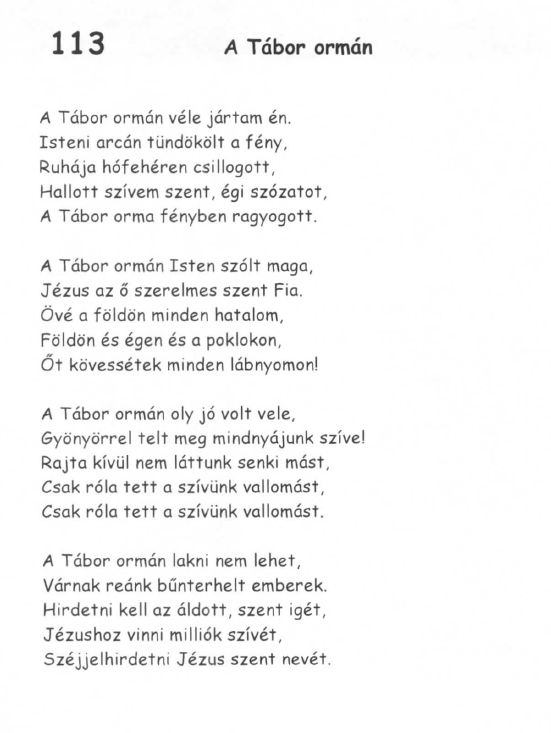 113
A Tábor ormán
A Tábor ormán véle jártam én.
Isteni arcán tündökölt a fény,
Ruhája hófehéren csillogott,
Hallott szívem szent, égi szózatot,
A Tábor orma fényben ragyogott.
A Tábor ormán Isten szólt maga,
Jézus az ő szerelmes szent Fia.
Övé a földön minden hatalom,
Földön és égen és a poklokon,
Őt kövessétek minden lábnyomon!
A Tábor ormán oly jó volt vele,
Gyönyörrel telt meg mindnyájunk szíve!
Rajta kívül nem láttunk senki mást,
Csak róla tett a szívünk vallomást,
Csak róla tett a szívünk vallomást.
A Tábor ormán lakni nem lehet,
Várnak reánk bűnterhelt emberek.
Hirdetni kell az áldott, szent igét,
Jézushoz vinni milliók szívét,
Széjjelhirdetni Jézus szent nevét.